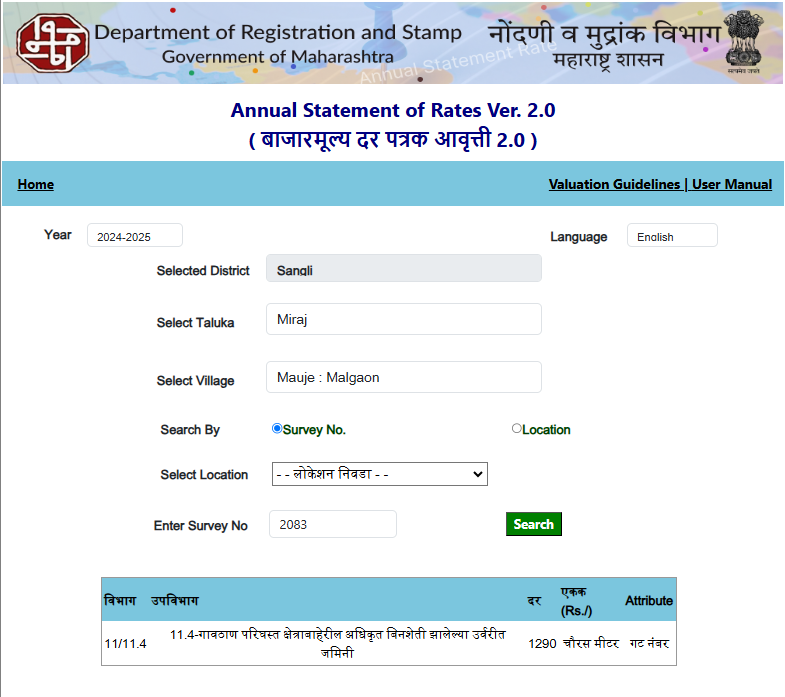 Department of Registration and Stamp
Government of Maharashtra
नोंदणी व मुद्रांक विभाग
महाराष्ट्र शासन
Annual Statement Rate
Annual Statement of Rates Ver. 2.0
( बाजारमूल्य दर पत्रक आवृत्ती 2.0 )
Home
Valuation Guidelines | User Manual
Year 2024-2025
Language English
Selected District Sangli
Select Taluka Miraj
Select Village Mauje : Malgaon
Search By Survey No. Location
Select Location - - लोकेशन निवडा - -
Enter Survey No 2083 Search
विभाग उपविभाग दर एकक (Rs./) Attribute
11/11.4 11.4-गावठाण परिघस्त क्षेत्राबाहेरील अधिकृत बिनशेती झालेल्या उर्वरीत 1290 चौरस मीटर गट नंबर
जमिनी